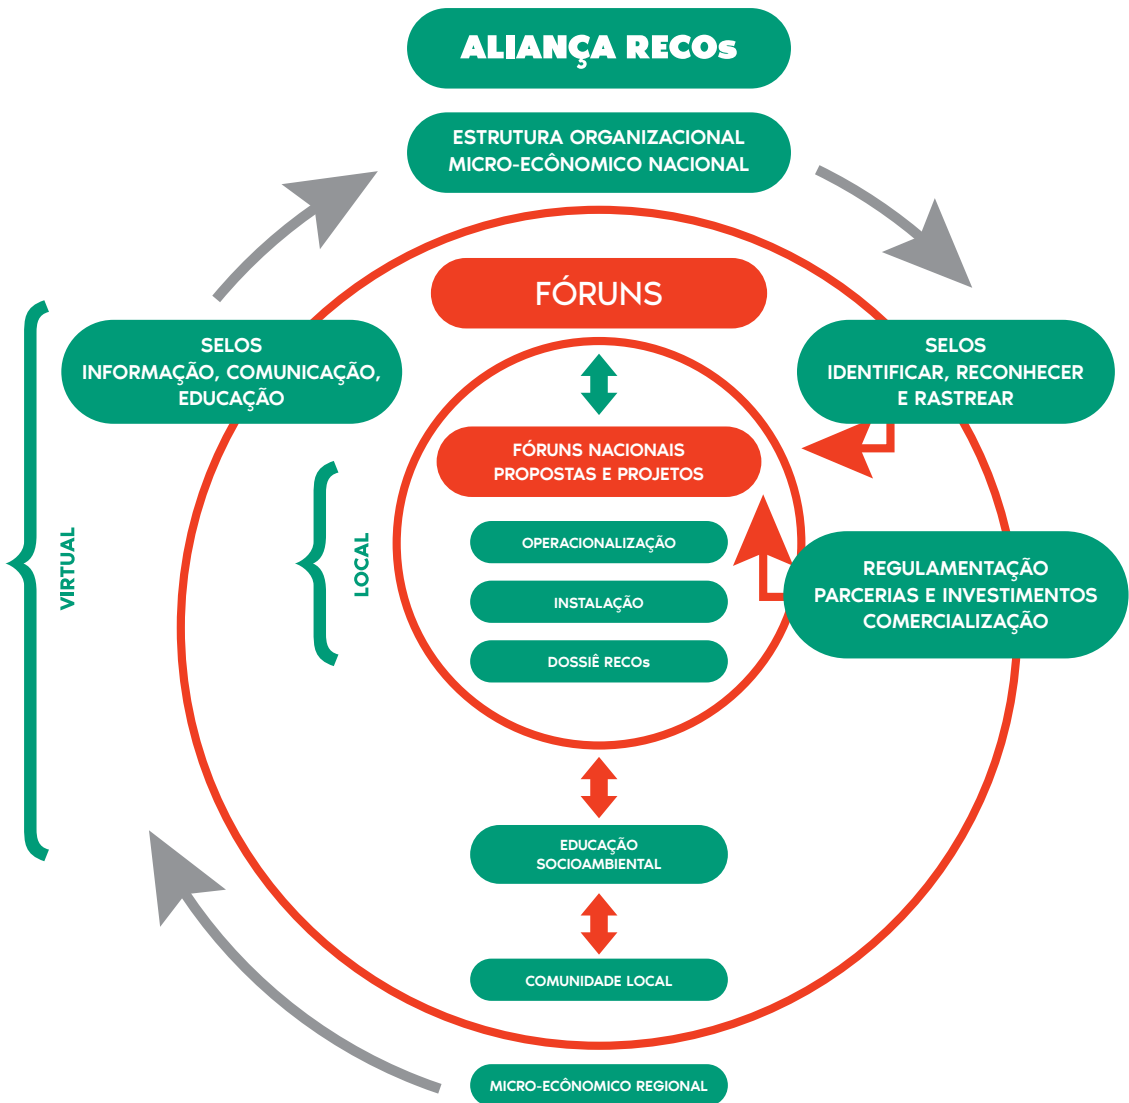 ALIANÇA RECOs
ESTRUTURA ORGANIZACIONAL
MICRO-ECÔNOMICO NACIONAL
FÓRUNS
SELOS
INFORMAÇÃO, COMUNICAÇÃO,
EDUCAÇÃO
SELOS
IDENTIFICAR, RECONHECER
E RASTREAR
FÓRUNS NACIONAIS
PROPOSTAS E PROJETOS
VIRTUAL
LOCAL
OPERACIONALIZAÇÃO
INSTALAÇÃO
DOSSIÊ RECOs
REGULAMENTAÇÃO
PARCERIAS E INVESTIMENTOS
COMERCIALIZAÇÃO
EDUCAÇÃO
SOCIOAMBIENTAL
COMUNIDADE LOCAL
MICRO-ECÔNOMICO REGIONAL